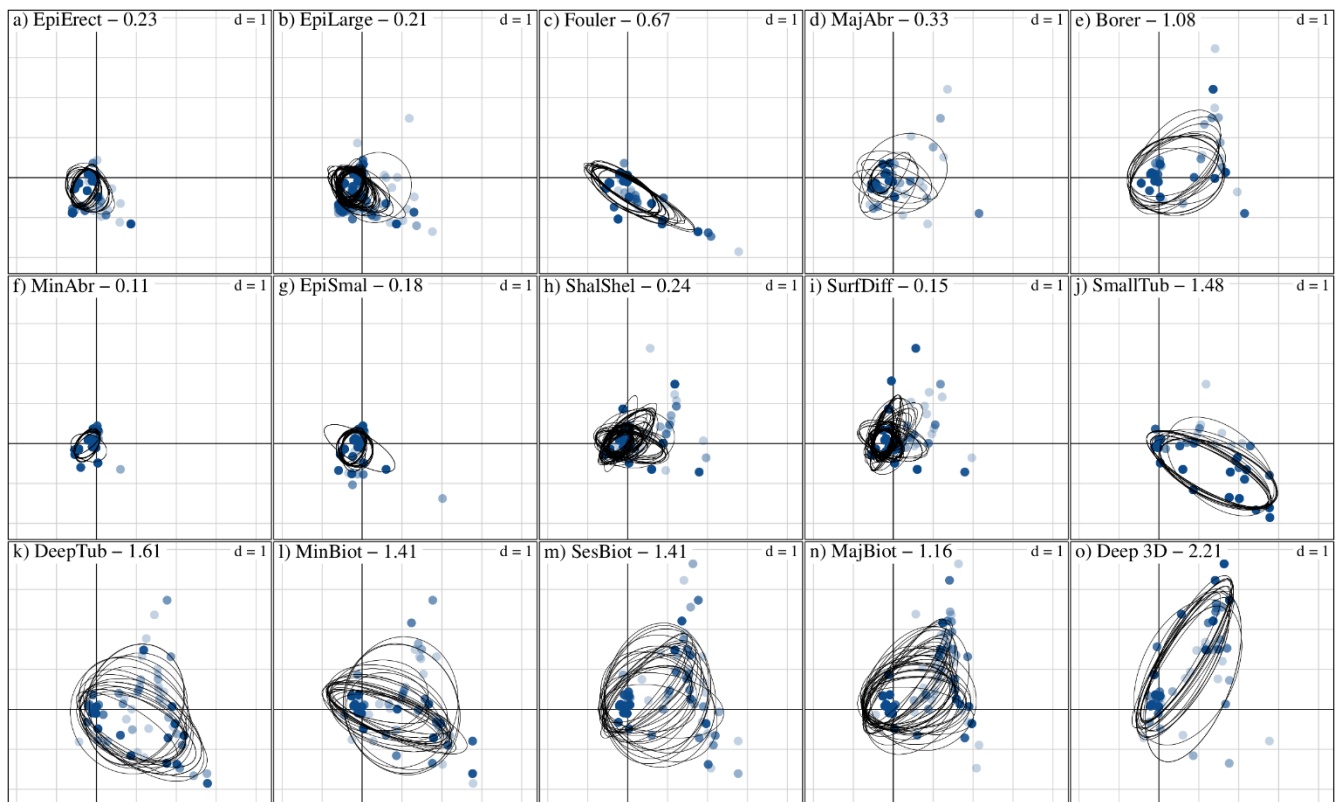 a) EpiErect − 0.23 d = 1
b) EpiLarge − 0.21 d = 1
c) Fouler − 0.67 d = 1
d) MajAbr − 0.33 d = 1
e) Borer − 1.08 d = 1
f) MinAbr − 0.11 d = 1
g) EpiSmal − 0.18 d = 1
h) ShalShel − 0.24 d = 1
i) SurfDiff − 0.15 d = 1
j) SmallTub − 1.48 d = 1
k) DeepTub − 1.61 d = 1
l) MinBiot − 1.41 d = 1
m) SesBiot − 1.41 d = 1
n) MajBiot − 1.16 d = 1
o) Deep 3D − 2.21 d = 1